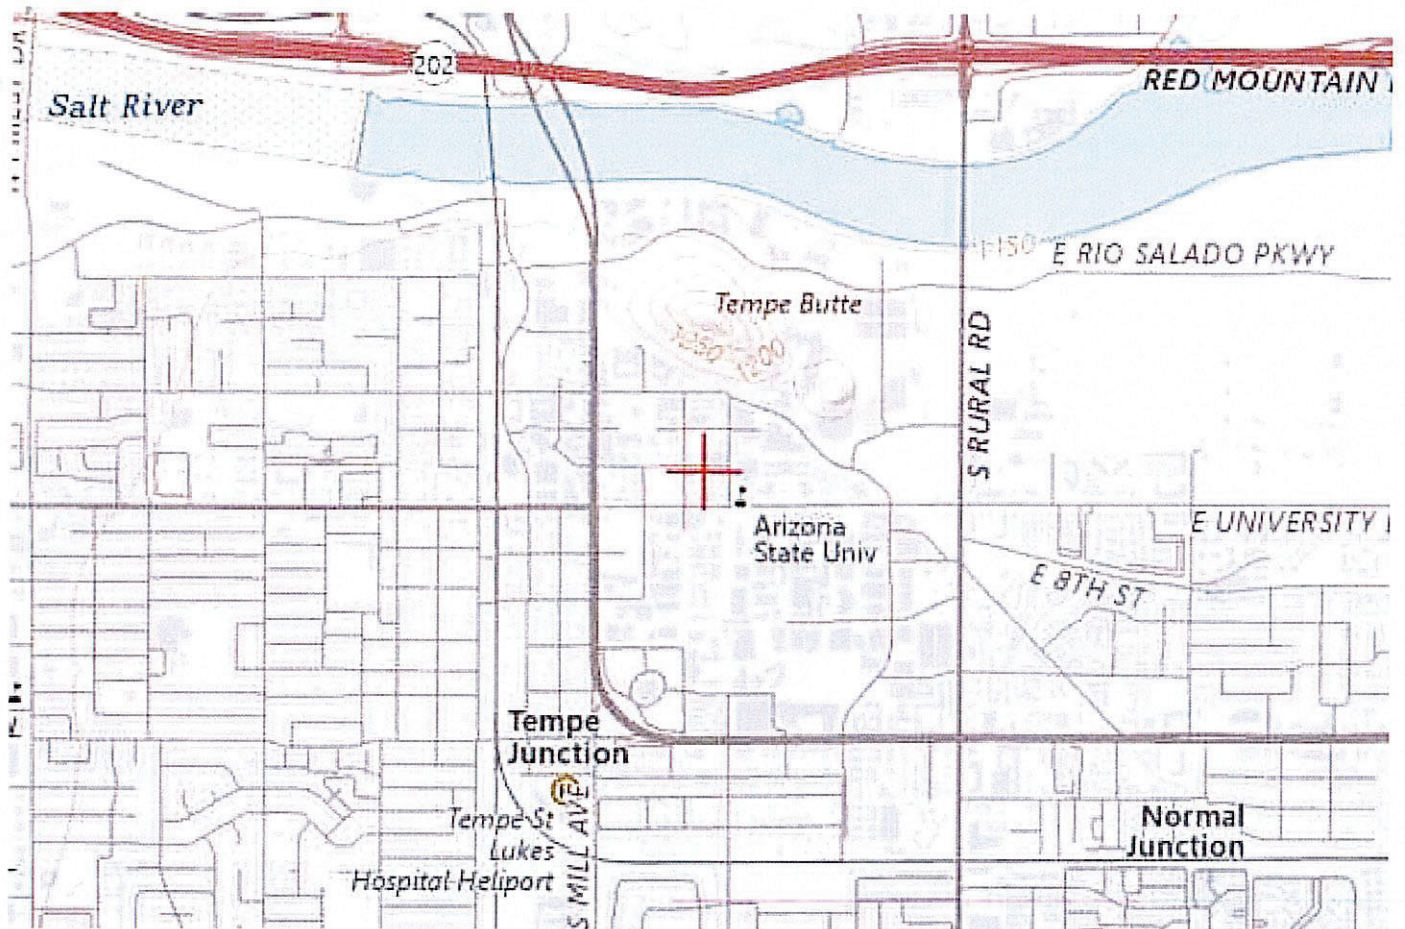 202
RED MOUNTAIN
Salt River
1150
E RIO SALADO PKWY
Tempe Butte
1200
S RURAL RD
Arizona
State Univ
E UNIVERSITY
E 8TH ST
Tempe
Junction
Tempe St
Lukes
Hospital Heliport
S MILL AVE
Normal
Junction